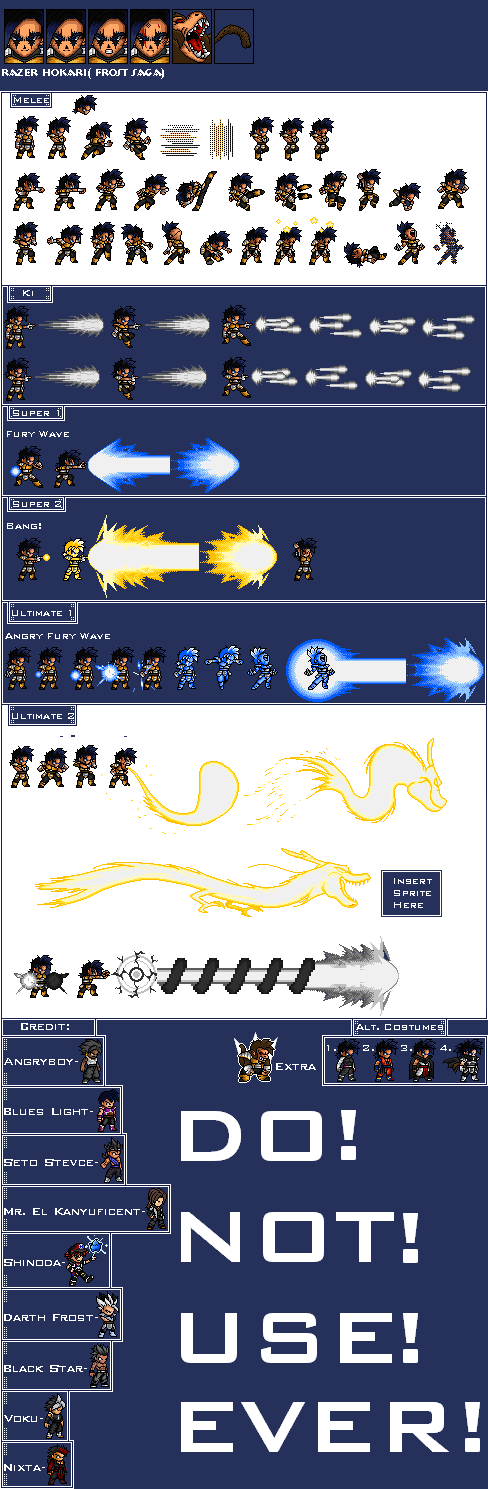 RAZER HOKARI( FROST SAGA)
MELEE
KI
SUPER 1
FURY WAVE
SUPER 2
BANG!
ULTIMATE 1
ANGRY FURY WAVE
ULTIMATE 2
INSERT
SPRITE
HERE
CREDIT:
ALT. COSTUMES
1. 2. 3. 4.
EXTRA
ANGRYBOY-
BLUES LIGHT-
SETO STEVCE-
MR. EL KANYUFICENT-
SHINODA-
DARTH FROST-
BLACK STAR-
VOKU-
NIXTA-
DO!
NOT!
USE!
EVER!